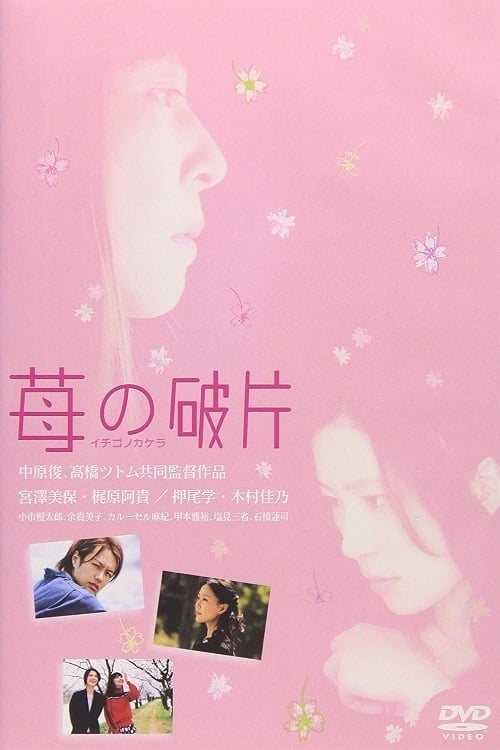 苺の破片
イチゴノカケラ
中原俊、髙橋ツトム共同監督作品
宮澤美保・梶原阿貴／押尾学・木村佳乃
小市慢太郎、余貴美子、カルーセル麻紀、甲本雅裕、塩見三省、石橋蓮司
DVD
VIDEO